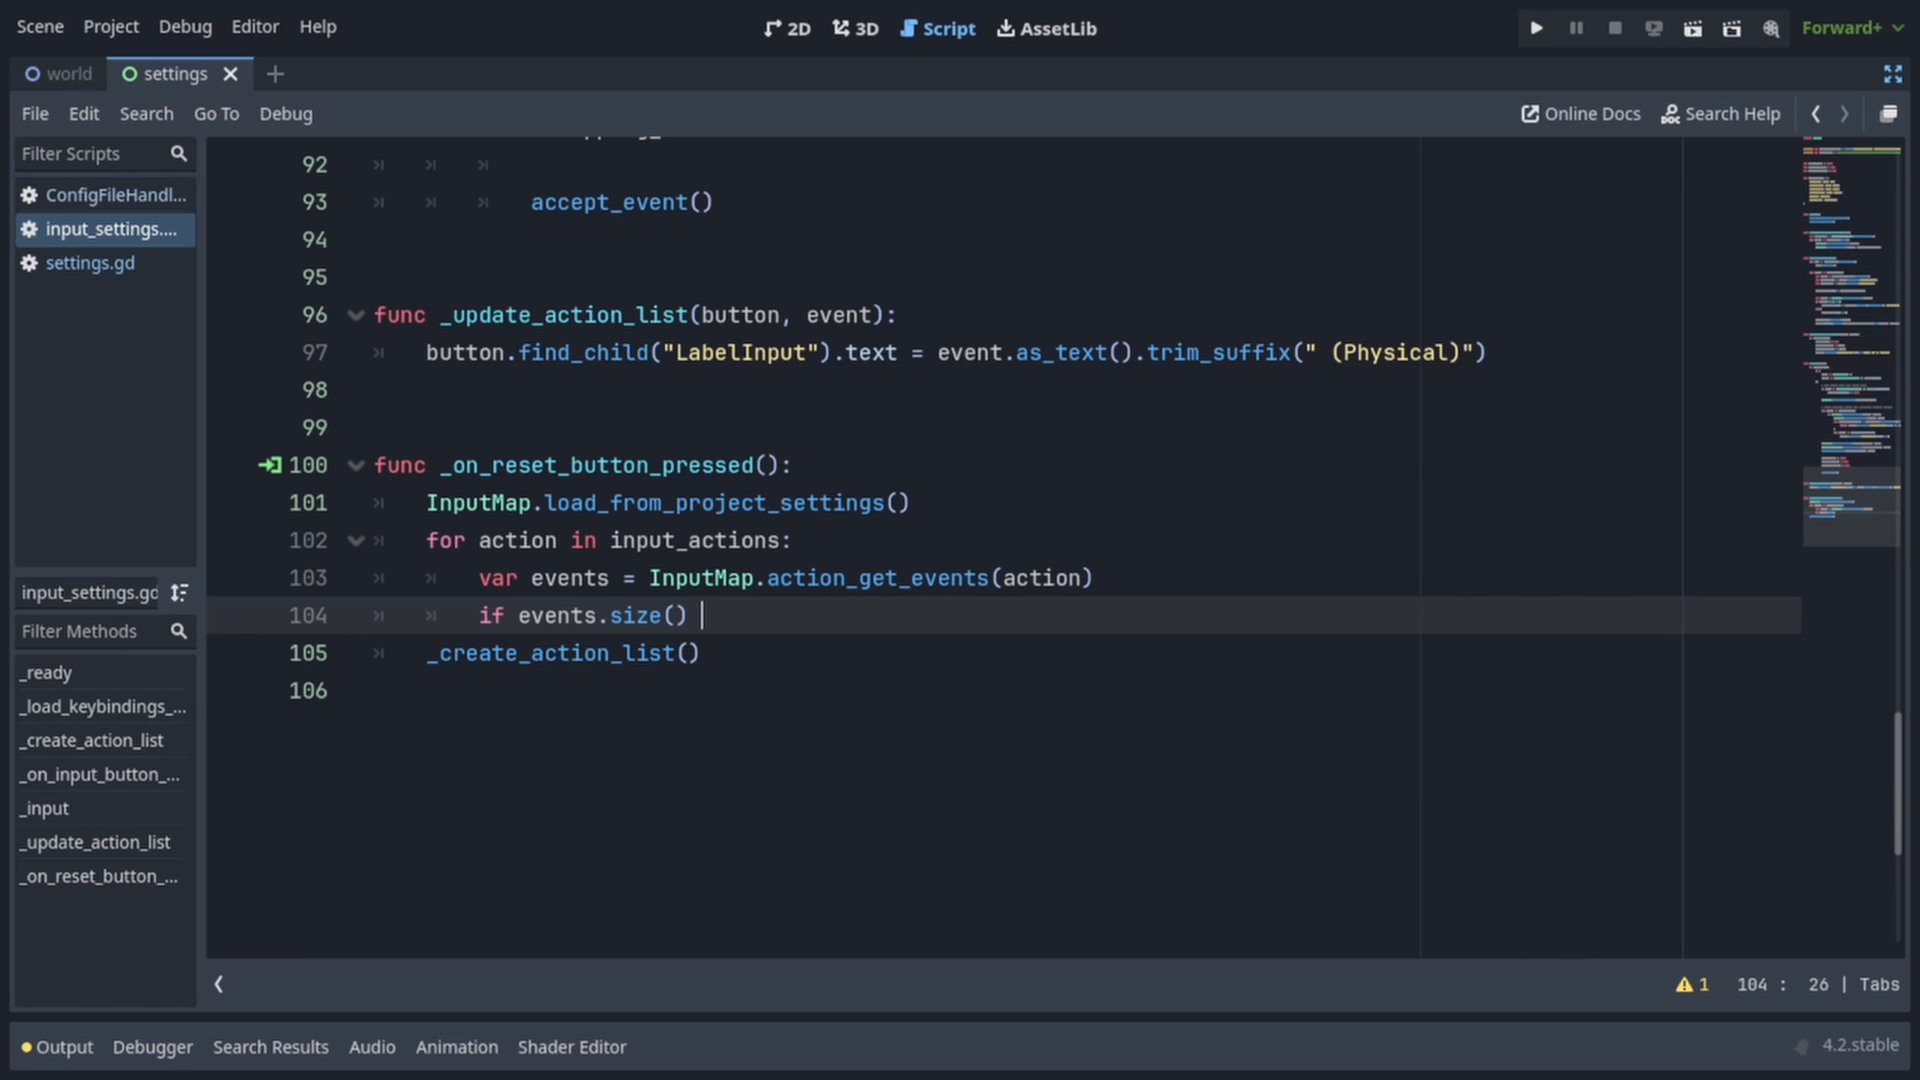 Scene Project Debug Editor Help 2D 3D Script AssetLib Forward+
world settings
File Edit Search Go To Debug Online Docs Search Help
Filter Scripts
ConfigFileHandl...
input_settings....
settings.gd
input_settings.gd
Filter Methods
_ready
_load_keybindings_...
_create_action_list
_on_input_button_...
_input
_update_action_list
_on_reset_button_...
92
93 accept_event()
94
95
96 func _update_action_list(button, event):
97 button.find_child("LabelInput").text = event.as_text().trim_suffix(" (Physical)")
98
99
100 func _on_reset_button_pressed():
101 InputMap.load_from_project_settings()
102 for action in input_actions:
103 var events = InputMap.action_get_events(action)
104 if events.size()
105 _create_action_list()
106
1 104 : 26 | Tabs
Output Debugger Search Results Audio Animation Shader Editor 4.2.stable